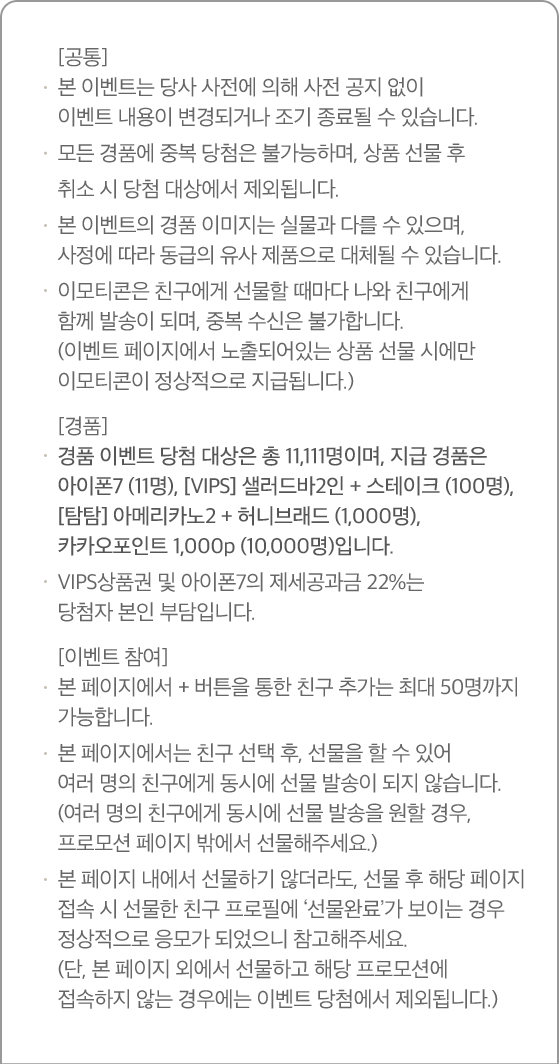 [공통]
· 본 이벤트는 당사 사전에 의해 사전 공지 없이
이벤트 내용이 변경되거나 조기 종료될 수 있습니다.
· 모든 경품에 중복 당첨은 불가능하며, 상품 선물 후
취소 시 당첨 대상에서 제외됩니다.
· 본 이벤트의 경품 이미지는 실물과 다를 수 있으며,
사정에 따라 동급의 유사 제품으로 대체될 수 있습니다.
· 이모티콘은 친구에게 선물할 때마다 나와 친구에게
함께 발송이 되며, 중복 수신은 불가합니다.
(이벤트 페이지에서 노출되어있는 상품 선물 시에만
이모티콘이 정상적으로 지급됩니다.)
[경품]
· 경품 이벤트 당첨 대상은 총 11,111명이며, 지급 경품은
아이폰7 (11명), [VIPS] 샐러드바2인 + 스테이크 (100명),
[탐탐] 아메리카노2 + 허니브래드 (1,000명),
카카오포인트 1,000p (10,000명)입니다.
· VIPS상품권 및 아이폰7의 제세공과금 22%는
당첨자 본인 부담입니다.
[이벤트 참여]
· 본 페이지에서 + 버튼을 통한 친구 추가는 최대 50명까지
가능합니다.
· 본 페이지에서는 친구 선택 후, 선물을 할 수 있어
여러 명의 친구에게 동시에 선물 발송이 되지 않습니다.
(여러 명의 친구에게 동시에 선물 발송을 원할 경우,
프로모션 페이지 밖에서 선물해주세요.)
· 본 페이지 내에서 선물하기 않더라도, 선물 후 해당 페이지
접속 시 선물한 친구 프로필에 ‘선물완료’가 보이는 경우
정상적으로 응모가 되었으니 참고해주세요.
(단, 본 페이지 외에서 선물하고 해당 프로모션에
접속하지 않는 경우에는 이벤트 당첨에서 제외됩니다.)